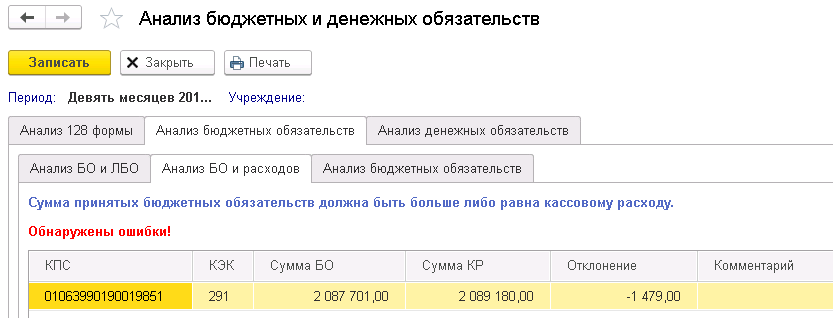 Анализ бюджетных и денежных обязательств
Записать Закрыть Печать
Период: Девять месяцев 201... Учреждение:
Анализ 128 формы Анализ бюджетных обязательств Анализ денежных обязательств
Анализ БО и ЛБО Анализ БО и расходов Анализ бюджетных обязательств
Сумма принятых бюджетных обязательств должна быть больше либо равна кассовому расходу.
Обнаружены ошибки!
КПС КЭК Сумма БО Сумма КР Отклонение Комментарий
01063990190019851 291 2 087 701,00 2 089 180,00 -1 479,00